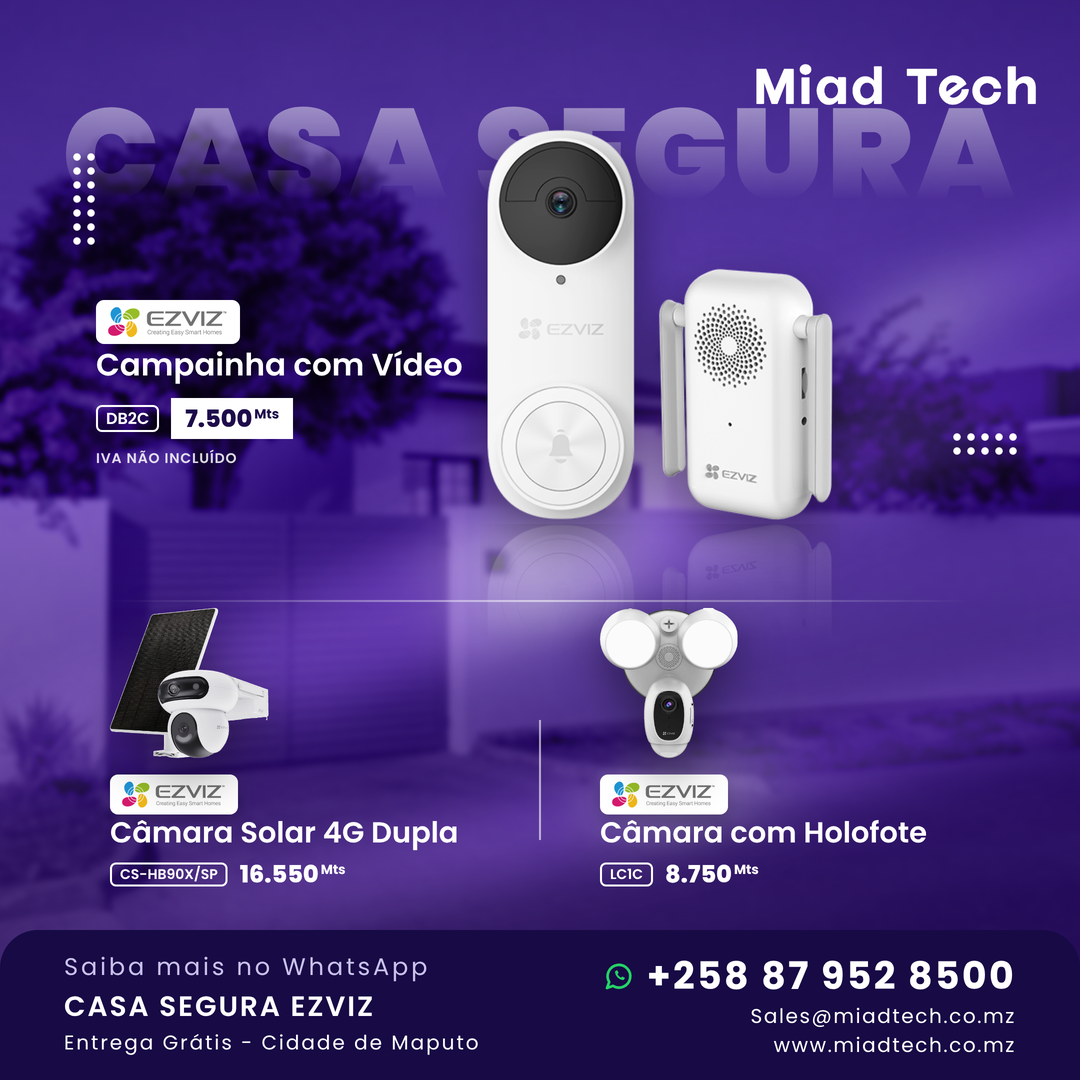 Miad Tech
CASA SEGURA
EZVIZ
Creating Easy Smart Homes
Campainha com Vídeo
DB2C 7.500 Mts
IVA NÃO INCLUÍDO
EZVIZ
EZVIZ
EZVIZ
Creating Easy Smart Homes
Câmara Solar 4G Dupla
CS-HB90X/SP 16.550 Mts
EZVIZ
Creating Easy Smart Homes
Câmara com Holofote
LC1C 8.750 Mts
Saiba mais no WhatsApp
CASA SEGURA EZVIZ
Entrega Grátis - Cidade de Maputo
+258 87 952 8500
Sales@miadtech.co.mz
www.miadtech.co.mz